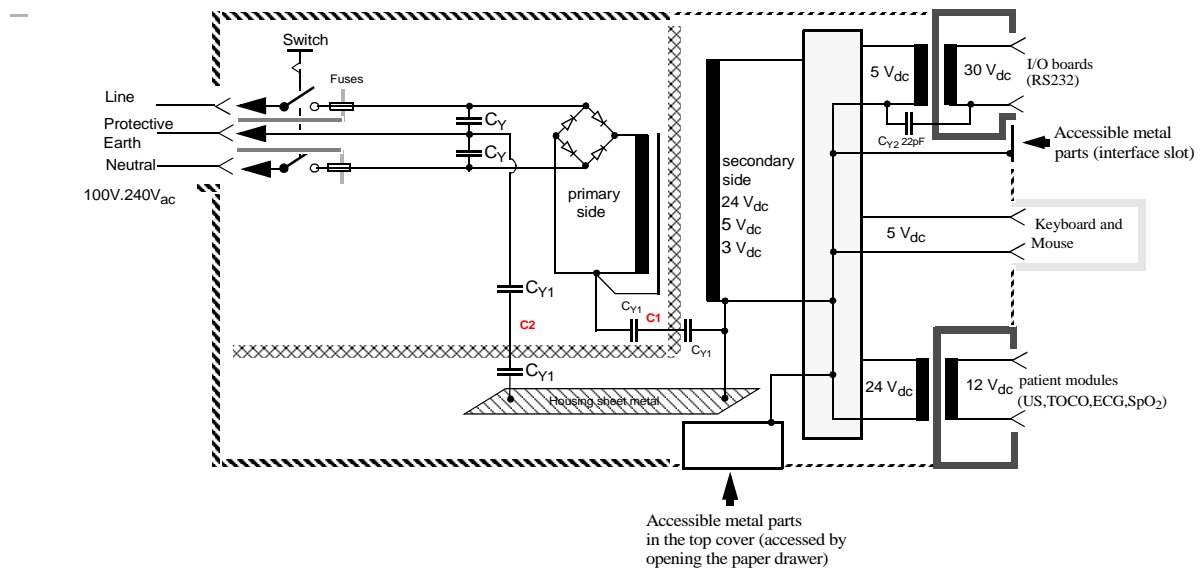 Switch
Fuses
Line
Protective
Earth
Neutral
100V.240Vac
CY
CY
primary
side
secondary
side
24 Vdc
5 Vdc
3 Vdc
5 Vdc
30 Vdc
I/O boards
(RS232)
CY2 22pF
Accessible metal
parts (interface slot)
5 Vdc
Keyboard and
Mouse
CY1
CY1
C1
C2
CY1
CY1
Housing sheet metal
24 Vdc
12 Vdc
patient modules
(US,TOCO,ECG,SpO2)
Accessible metal parts
in the top cover (accessed by
opening the paper drawer)